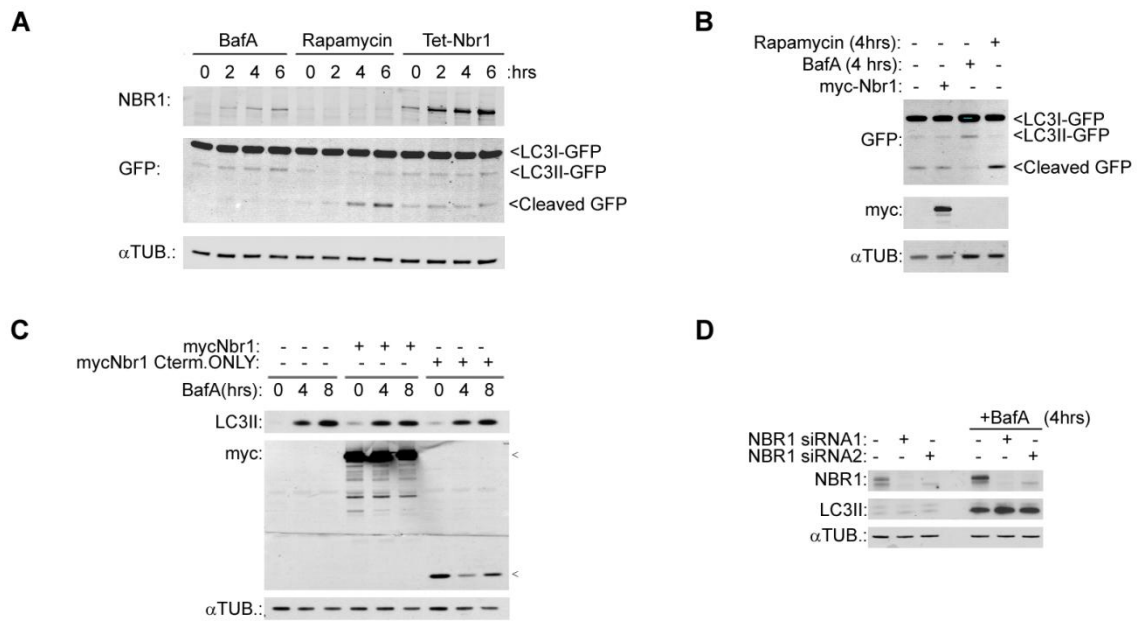 A
BafA Rapamycin Tet-Nbr1
0 2 4 6 0 2 4 6 0 2 4 6 :hrs
NBR1:
GFP:
<LC3I-GFP
<LC3II-GFP
<Cleaved GFP
αTUB.:
B
Rapamycin (4hrs): - - - +
BafA (4 hrs): - - + -
myc-Nbr1: - + - -
GFP:
<LC3I-GFP
<LC3II-GFP
<Cleaved GFP
myc:
αTUB:
C
mycNbr1: - - - + + + - - -
mycNbr1 Cterm.ONLY: - - - - - - + + +
BafA(hrs): 0 4 8 0 4 8 0 4 8
LC3II:
myc:
<
<
αTUB.:
D
+BafA (4hrs)
NBR1 siRNA1: - + - - + -
NBR1 siRNA2: - - + - - +
NBR1:
LC3II:
αTUB.: